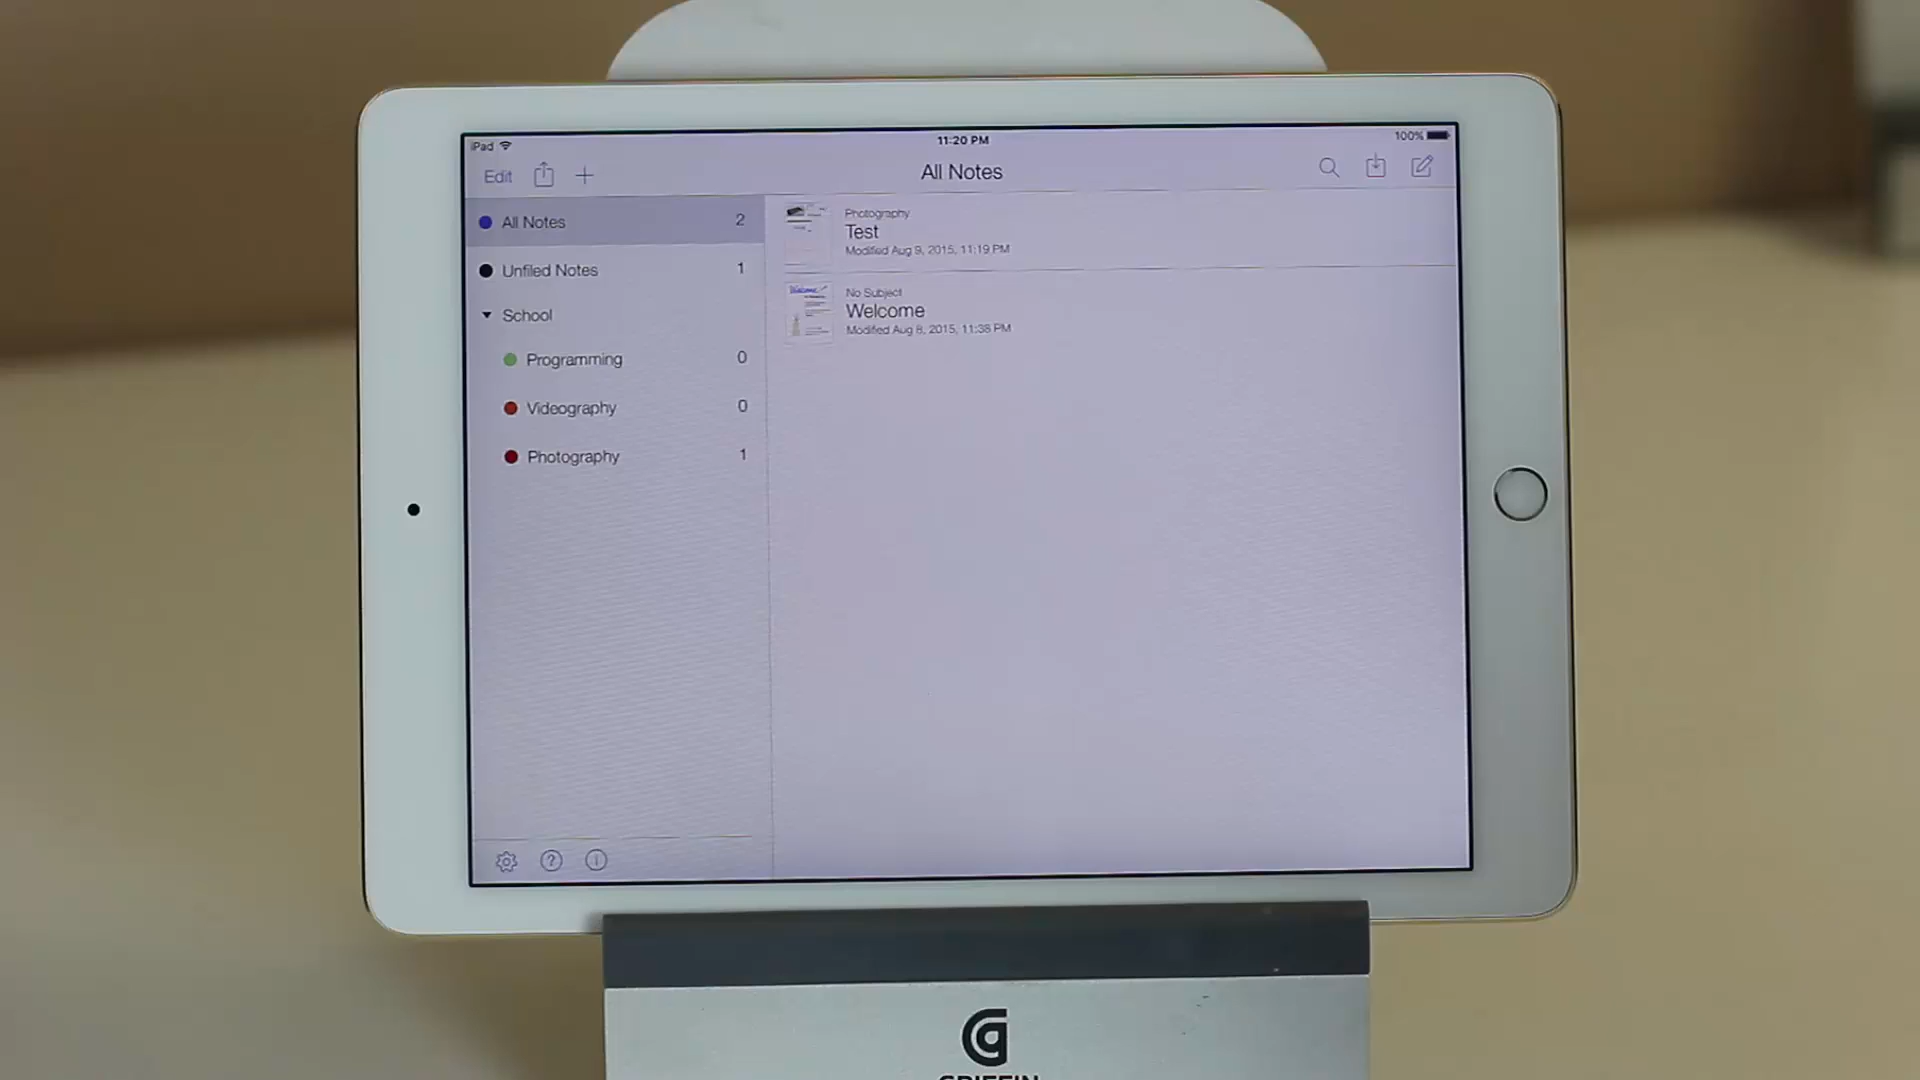 iPad
11:20 PM
100%
Edit
All Notes
All Notes 2
Unfiled Notes 1
School
Programming 0
Videography 0
Photography 1
Photography
Test
Modified Aug 9, 2015, 11:19 PM
No Subject
Welcome
Modified Aug 8, 2015, 11:38 PM
Welcome
GRIFFIN